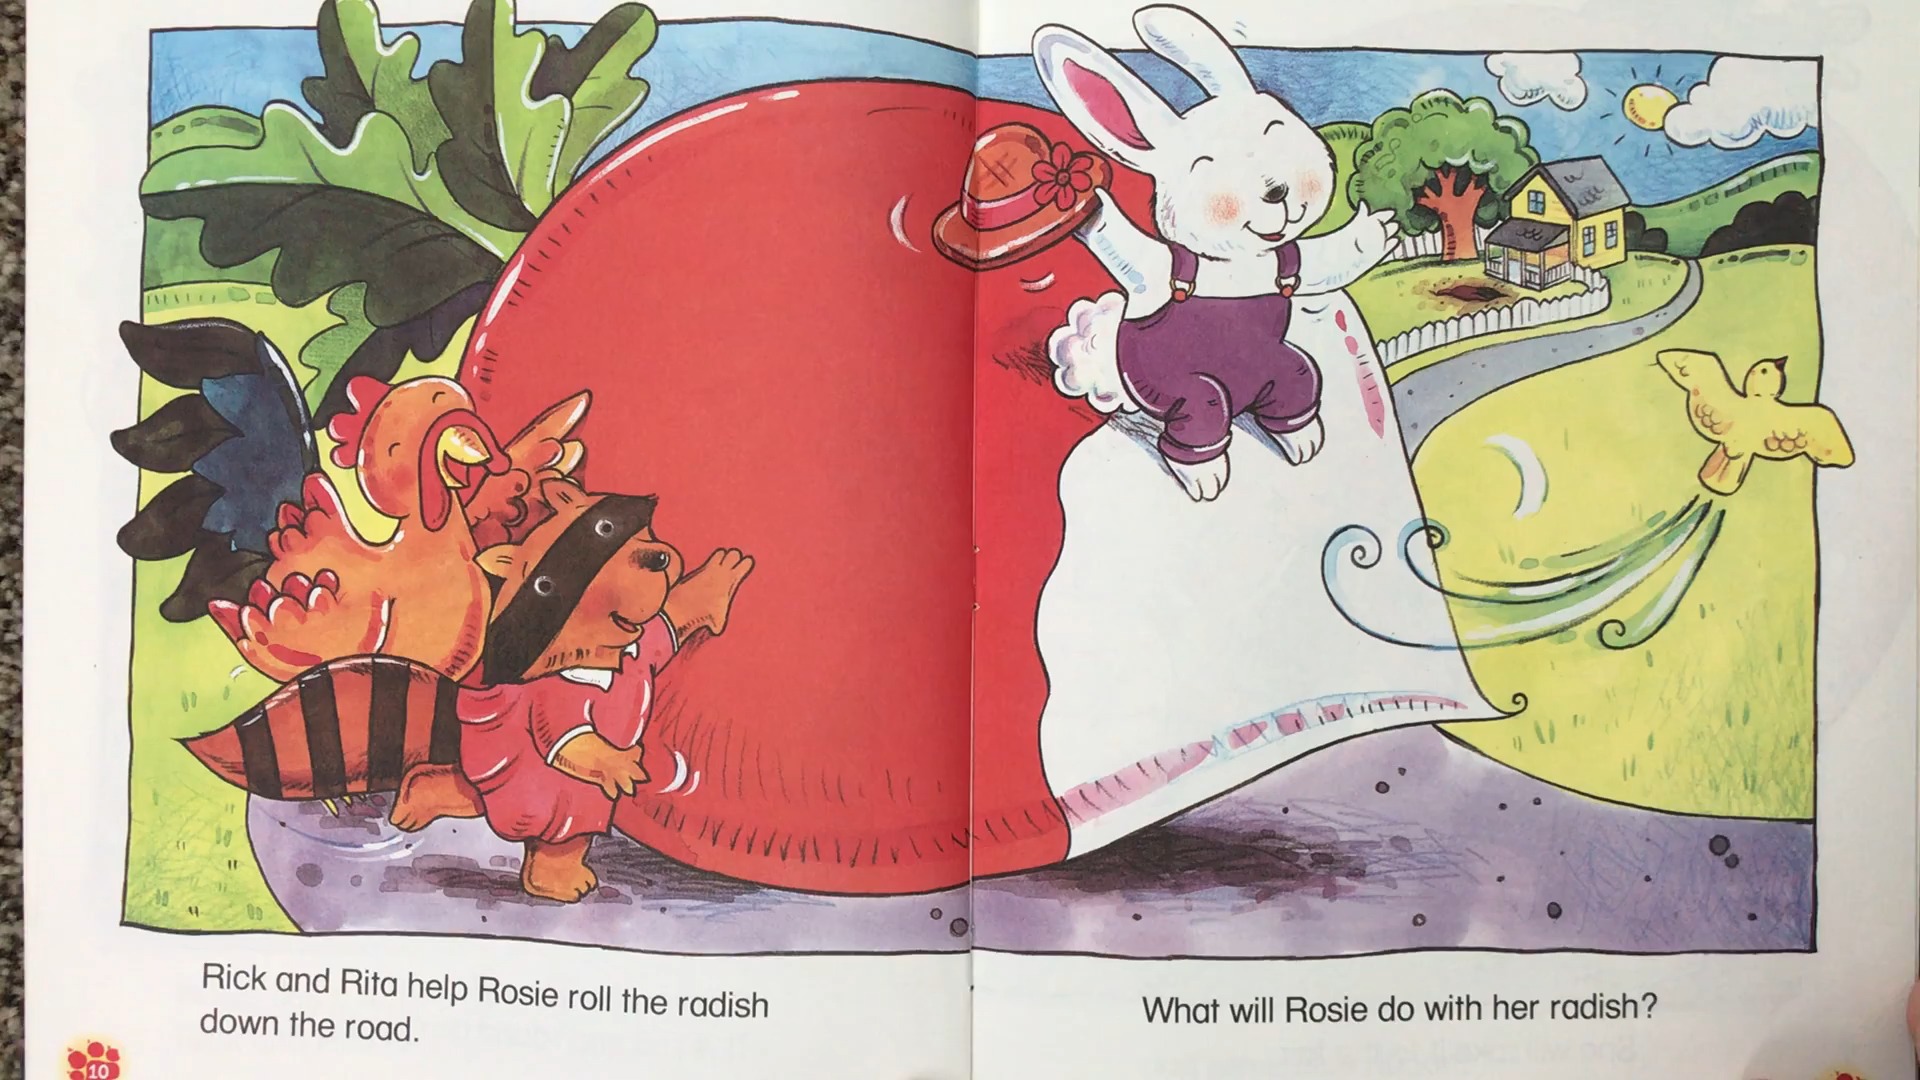 Rick and Rita help Rosie roll the radish
down the road.
10
What will Rosie do with her radish?